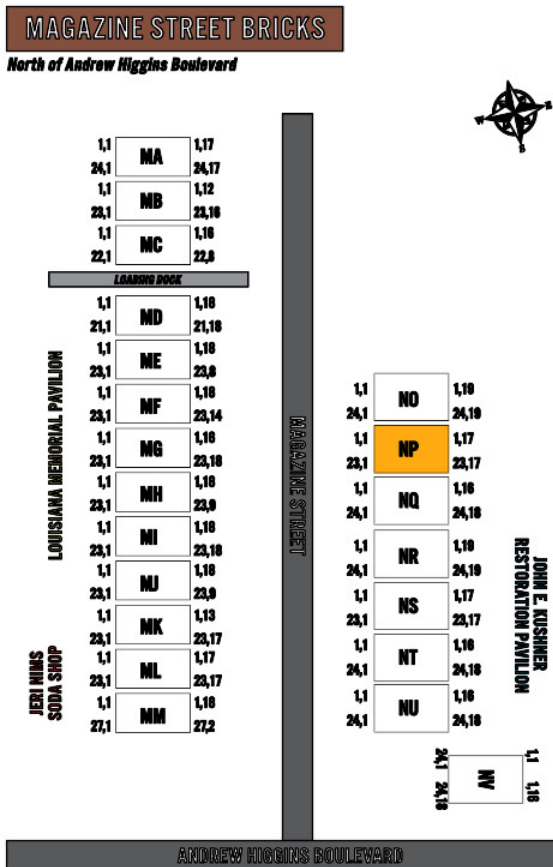 MAGAZINE STREET BRICKS
North of Andrew Higgins Boulevard
N
W E
S
1,1 MA 1,17
24,1 24,17
1,1 MB 1,12
23,1 23,16
1,1 MC 1,16
22,1 22,8
LOADING DOCK
1,1 MD 1,18
21,1 21,18
1,1 ME 1,18
23,1 23,8
1,1 MF 1,18
23,1 23,14
1,1 MG 1,16
23,1 23,18
1,1 MH 1,18
23,1 23,9
1,1 MI 1,18
23,1 23,18
1,1 MJ 1,18
23,1 23,9
1,1 MK 1,13
23,1 23,17
1,1 ML 1,17
23,1 23,17
1,1 MM 1,18
27,1 27,2
LOUISIANA MEMORIAL PAVILION
JERI NIMS
SODA SHOP
MAGAZINE STREET
1,1 NO 1,19
24,1 24,19
1,1 NP 1,17
23,1 23,17
1,1 NQ 1,16
24,1 24,18
1,1 NR 1,19
24,1 24,19
1,1 NS 1,17
23,1 23,17
1,1 NT 1,16
24,1 24,18
1,1 NU 1,16
24,1 24,18
JOHN E. KUSHNER
RESTORATION PAVILION
24,1 NV 1,1
24,18 1,16
ANDREW HIGGINS BOULEVARD